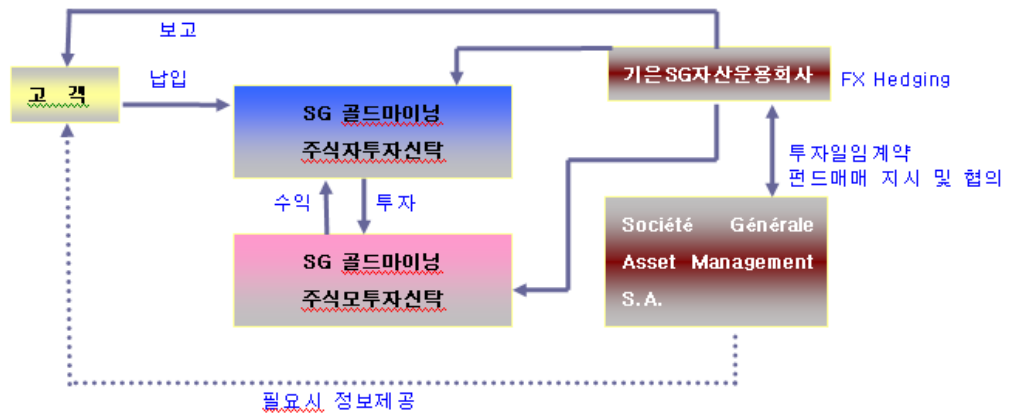 보고
기은SG자산운용회사
FX Hedging
고 객
납입
SG 골드마이닝
주식자투자신탁
투자일임계약
펀드매매 지시 및 협의
수익
투자
SG 골드마이닝
주식모투자신탁
Société Générale
Asset Management
S.A.
필요시 정보제공